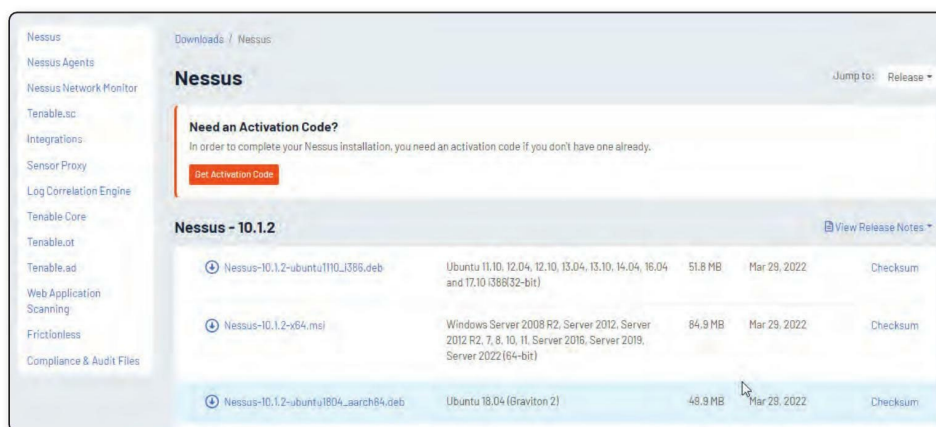 Nessus
Nessus Agents
Nessus Network Monitor
Tenable.sc
Integrations
Sensor Proxy
Log Correlation Engine
Tenable Core
Tenable.ot
Tenable.ad
Web Application
Scanning
Frictionless
Compliance & Audit Files
Downloads / Nessus
Nessus
Jump to: Release
Need an Activation Code?
In order to complete your Nessus installation, you need an activation code if you don't have one already.
Get Activation Code
Nessus - 10.1.2
View Release Notes
Nessus-10.1.2-ubuntu1110_i386.deb
Ubuntu 11.10, 12.04, 12.10, 13.04, 13.10, 14.04, 16.04
and 17.10 i386(32-bit)
51.8 MB
Mar 29, 2022
Checksum
Nessus-10.1.2-x64.msi
Windows Server 2008 R2, Server 2012, Server
2012 R2, 7, 8, 10, 11, Server 2016, Server 2019,
Server 2022 (64-bit)
84.9 MB
Mar 29, 2022
Checksum
Nessus-10.1.2-ubuntu1804_aarch64.deb
Ubuntu 18.04 (Graviton 2)
49.9 MB
Mar 29, 2022
Checksum